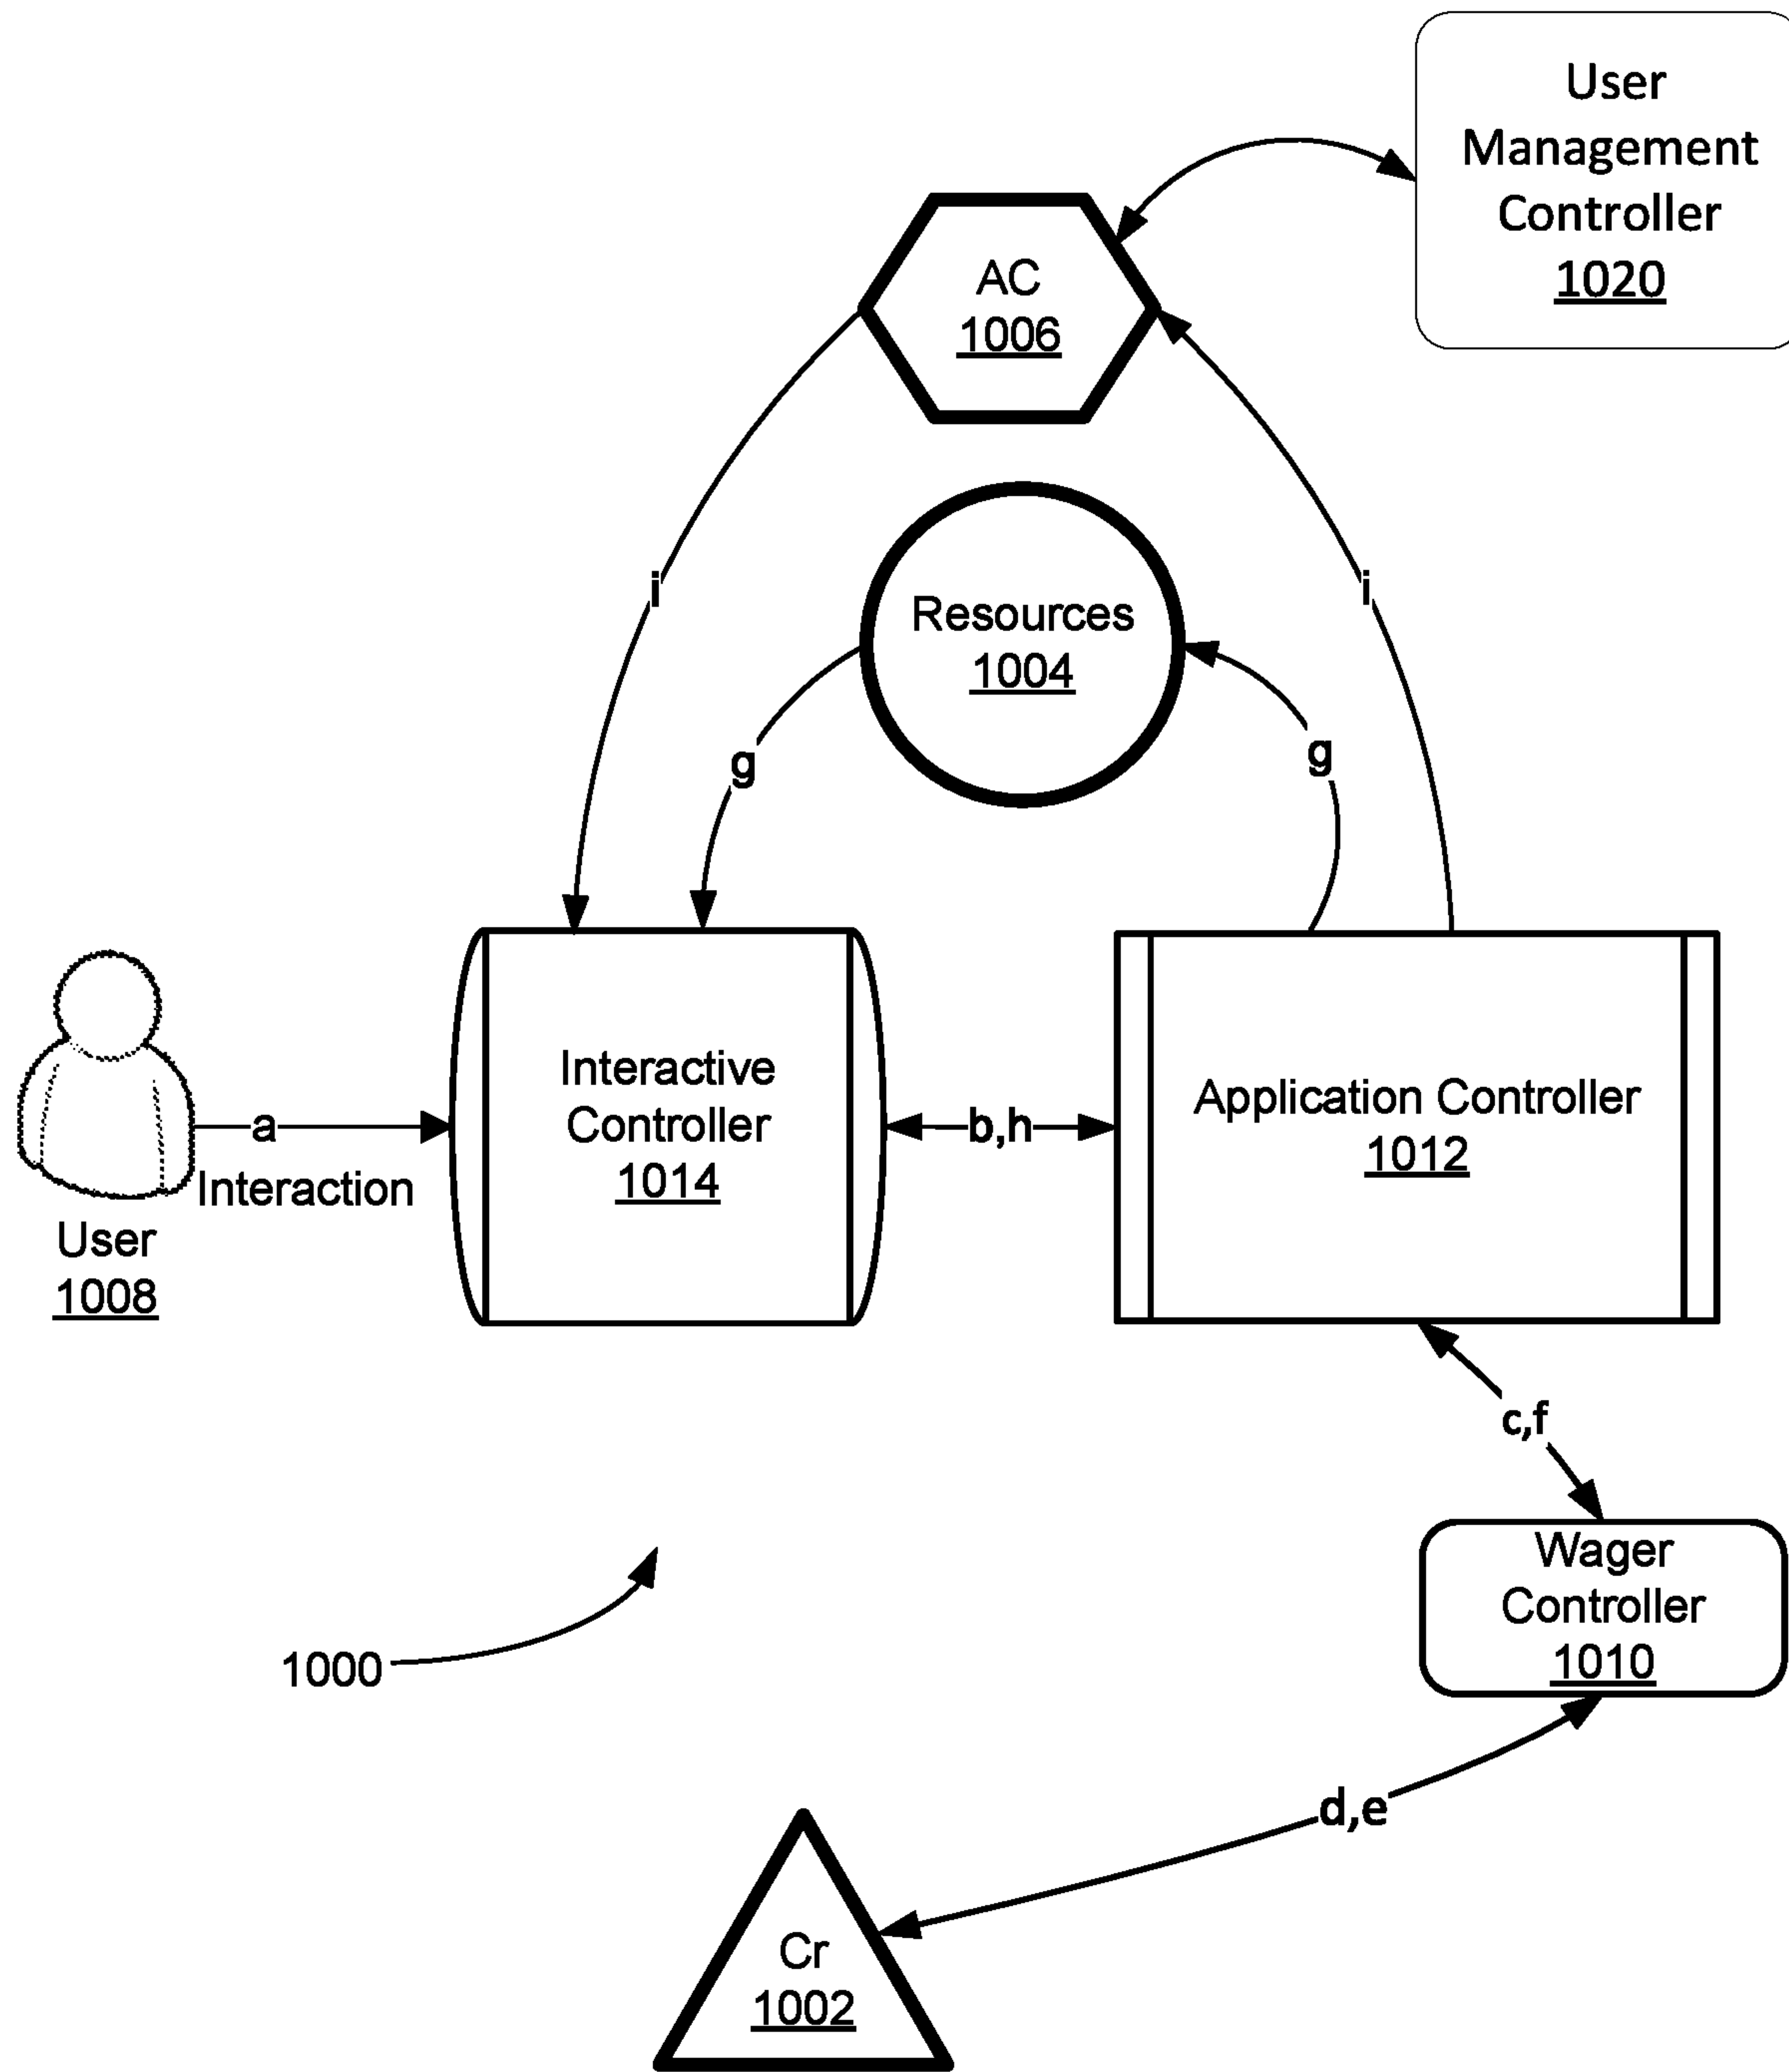 User
Management
Controller
1020
AC
1006
i
i
Resources
1004
g
g
Interactive
Controller
1014
Application Controller
1012
a
Interaction
b,h
User
1008
c,f
Wager
Controller
1010
1000
d,e
Cr
1002